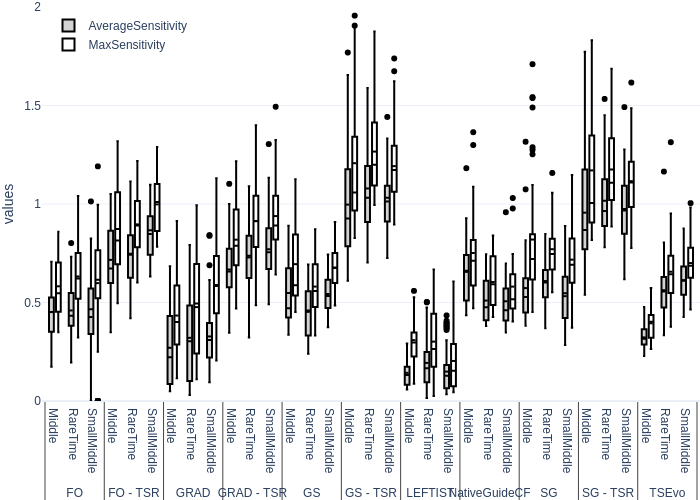 2
AverageSensitivity
MaxSensitivity
1.5
values
1
0.5
0
Middle RareTime SmallMiddle Middle RareTime SmallMiddle Middle RareTime SmallMiddle Middle RareTime SmallMiddle Middle RareTime SmallMiddle Middle RareTime SmallMiddle Middle RareTime SmallMiddle Middle RareTime SmallMiddle Middle RareTime SmallMiddle Middle RareTime SmallMiddle Middle RareTime SmallMiddle
FO FO - TSR GRAD GRAD - TSR GS GS - TSR LEFTIST NativeGuideCF SG SG - TSR TSEvo